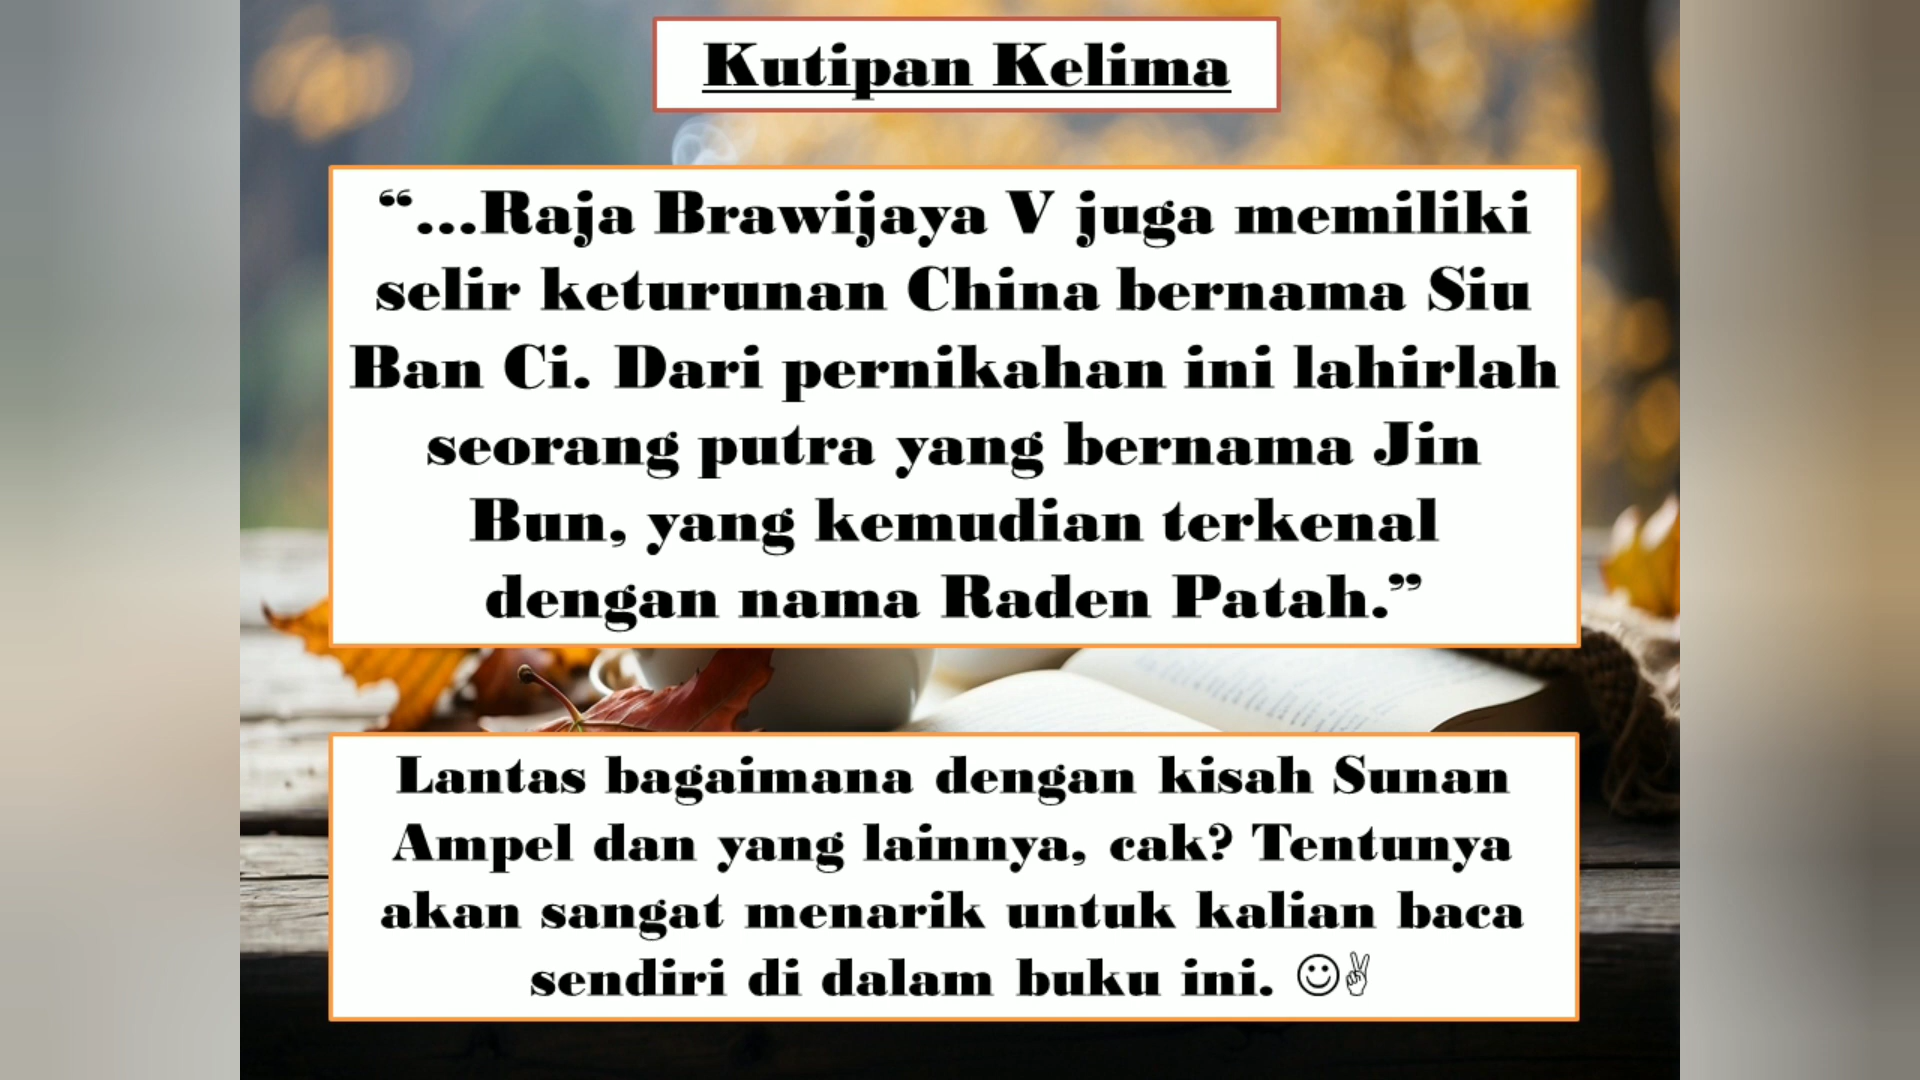 Kutipan Kelima
“...Raja Brawijaya V juga memiliki
selir keturunan China bernama Siu
Ban Ci. Dari pernikahan ini lahirlah
seorang putra yang bernama Jin
Bun, yang kemudian terkenal
dengan nama Raden Patah.”
Lantas bagaimana dengan kisah Sunan
Ampel dan yang lainnya, cak? Tentunya
akan sangat menarik untuk kalian baca
sendiri di dalam buku ini. ☺✌